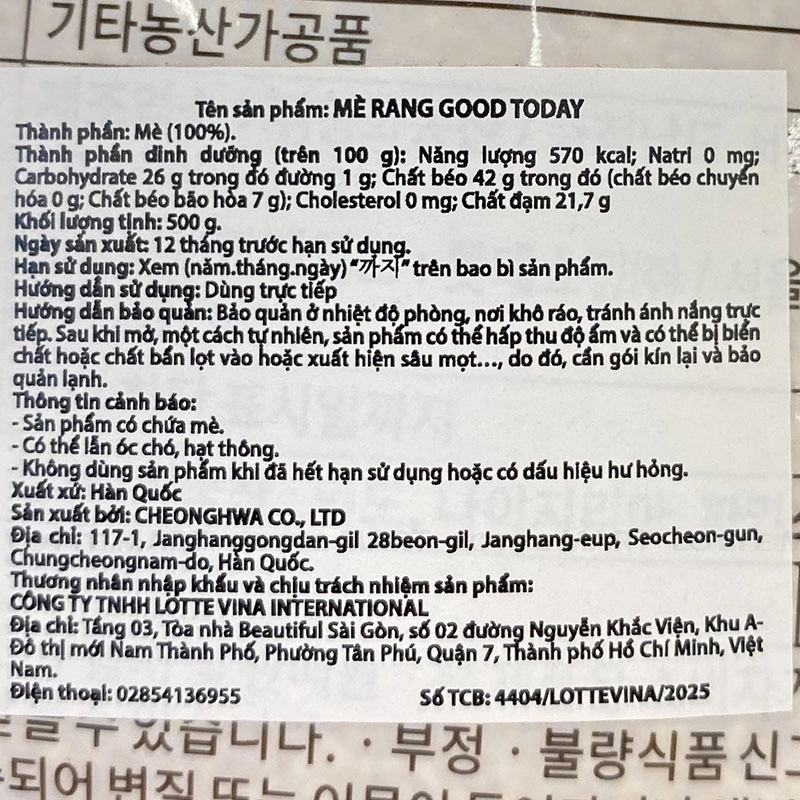 기타농산가공품
Tên sản phẩm: MÈ RANG GOOD TODAY
Thành phần: Mè (100%).
Thành phần dinh dưỡng (trên 100 g): Năng lượng 570 kcal; Natri 0 mg;
Carbohydrate 26 g trong đó đường 1 g; Chất béo 42 g trong đó (chất béo chuyển
hóa 0 g; Chất béo bão hòa 7 g); Cholesterol 0 mg; Chất đạm 21,7 g
Khối lượng tịnh: 500 g.
Ngày sản xuất: 12 tháng trước hạn sử dụng.
Hạn sử dụng: Xem (năm.tháng.ngày) “까지” trên bao bì sản phẩm.
Hướng dẫn sử dụng: Dùng trực tiếp
Hướng dẫn bảo quản: Bảo quản ở nhiệt độ phòng, nơi khô ráo, tránh ánh nắng trực
tiếp. Sau khi mở, một cách tự nhiên, sản phẩm có thể hấp thu độ ẩm và có thể bị biến
chất hoặc chất bẩn lọt vào hoặc xuất hiện sâu mọt..., do đó, cần gói kín lại và bảo
quản lạnh.
Thông tin cảnh báo:
- Sản phẩm có chứa mè.
- Có thể lẫn óc chó, hạt thông.
- Không dùng sản phẩm khi đã hết hạn sử dụng hoặc có dấu hiệu hư hỏng.
Xuất xứ: Hàn Quốc
Sản xuất bởi: CHEONGHWA CO., LTD
Địa chỉ: 117-1, Janghanggongdan-gil 28beon-gil, Janghang-eup, Seocheon-gun,
Chungcheongnam-do, Hàn Quốc.
Thương nhân nhập khẩu và chịu trách nhiệm sản phẩm:
CÔNG TY TNHH LOTTE VINA INTERNATIONAL
Địa chỉ: Tầng 03, Tòa nhà Beautiful Sài Gòn, số 02 đường Nguyễn Khắc Viện, Khu A-
Đô thị mới Nam Thành Phố, Phường Tân Phú, Quận 7, Thành phố Hồ Chí Minh, Việt
Nam.
Điện thoại: 02854136955 Số TCB: 4404/LOTTEVINA/2025
있습니다. · 부정 · 불량식품 신고
되어 변질 또는